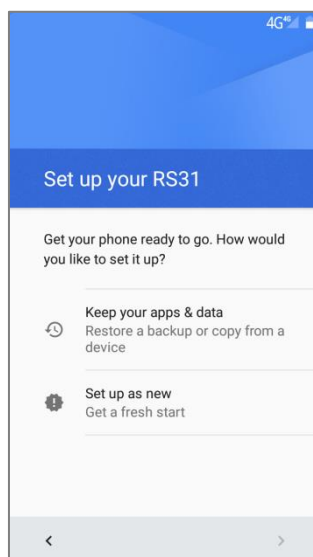 4G 4G
Set up your RS31
Get your phone ready to go. How would
you like to set it up?
Keep your apps & data
Restore a backup or copy from a
device
Set up as new
Get a fresh start